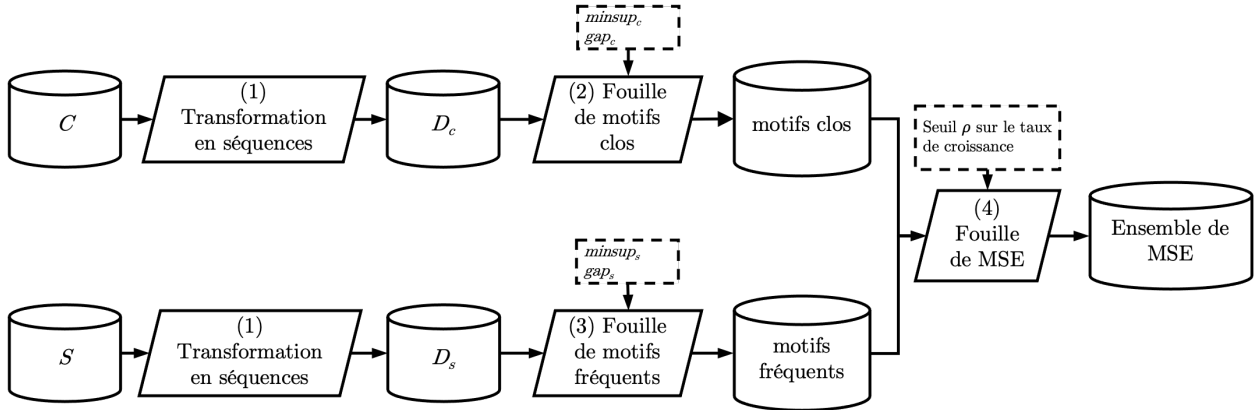 minsup_c
gap_c
C
(1)
Transformation
en séquences
D_c
(2) Fouille
de motifs
clos
motifs clos
Seuil ρ sur le taux
de croissance
(4)
Fouille
de MSE
Ensemble de
MSE
minsup_s
gap_s
S
(1)
Transformation
en séquences
D_s
(3) Fouille
de motifs
fréquents
motifs
fréquents